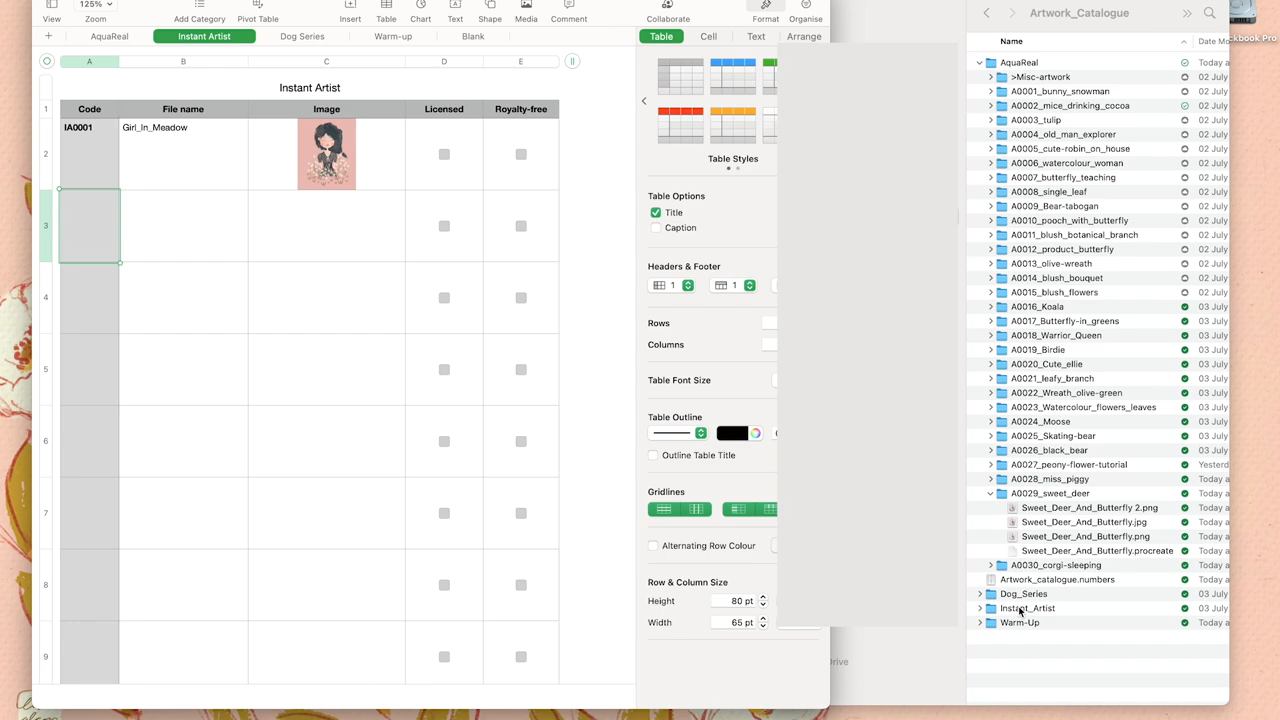 125%
View Zoom Add Category Pivot Table Insert Table Chart Text Shape Media Comment Collaborate Format Organise
AquaReal Instant Artist Dog Series Warm-up Blank
Table Cell Text Arrange
A B C D E
Instant Artist
1 Code File name Image Licensed Royalty-free
2 IA0001 Girl_In_Meadow
3
4
5
6
7
8
9
Table Styles
Table Options
Title
Caption
Headers & Footer
1 1
Rows
Columns
Table Font Size
Table Outline
Outline Table Title
Gridlines
Alternating Row Colour
Row & Column Size
Height 80 pt
Width 65 pt
Drive
Artwork_Catalogue
ckbook Pro
Name Date Mo
AquaReal Today a
>Misc-artwork 02 July
A0001_bunny_snowman 02 July
A0002_mice_drinking_cocoa 02 July
A0003_tulip 02 July
A0004_old_man_explorer 02 July
A0005_cute-robin_on_house 02 July
A0006_watercolour_woman 02 July
A0007_butterfly_teaching 02 July
A0008_single_leaf 02 July
A0009_Bear-tabogan 02 July
A0010_pooch_with_butterfly 02 July
A0011_blush_botanical_branch 02 July
A0012_product_butterfly 02 July
A0013_olive-wreath 02 July
A0014_blush_bouquet 02 July
A0015_blush_flowers 02 July
A0016_Koala 03 July
A0017_Butterfly-in_greens 03 July
A0018_Warrior_Queen 03 July
A0019_Birdie 03 July
A0020_Cute_ellie 03 July
A0021_leafy_branch 03 July
A0022_Wreath_olive-green 03 July
A0023_Watercolour_flowers_leaves 03 July
A0024_Moose 03 July
A0025_Skating-bear 03 July
A0026_black_bear 03 July
A0027_peony-flower-tutorial Yesterd
A0028_miss_piggy Today a
A0029_sweet_deer Today a
Sweet_Deer_And_Butterfly 2.png Today a
Sweet_Deer_And_Butterfly.jpg Today a
Sweet_Deer_And_Butterfly.png Today a
Sweet_Deer_And_Butterfly.procreate Today a
A0030_corgi-sleeping Today a
Artwork_catalogue.numbers Today a
Dog_Series 03 July
Instant_Artist 03 July
Warm-Up Today a